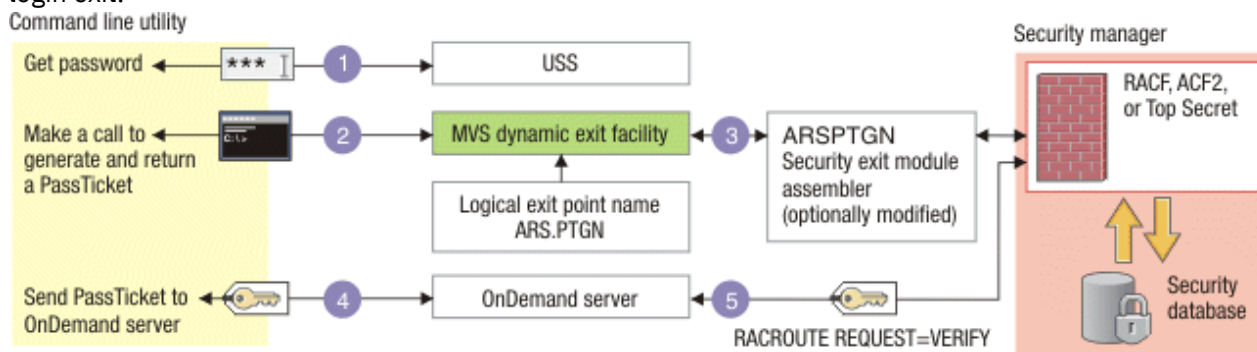 login exit.
Command line utility
Security manager
Get password
***
1
USS
RACF, ACF2,
or Top Secret
Make a call to
generate and return
a PassTicket
C:\>
2
MVS dynamic exit facility
3
ARSPTGN
Security exit module
assembler
(optionally modified)
Logical exit point name
ARS.PTGN
Send PassTicket to
OnDemand server
4
OnDemand server
5
RACROUTE REQUEST=VERIFY
Security
database